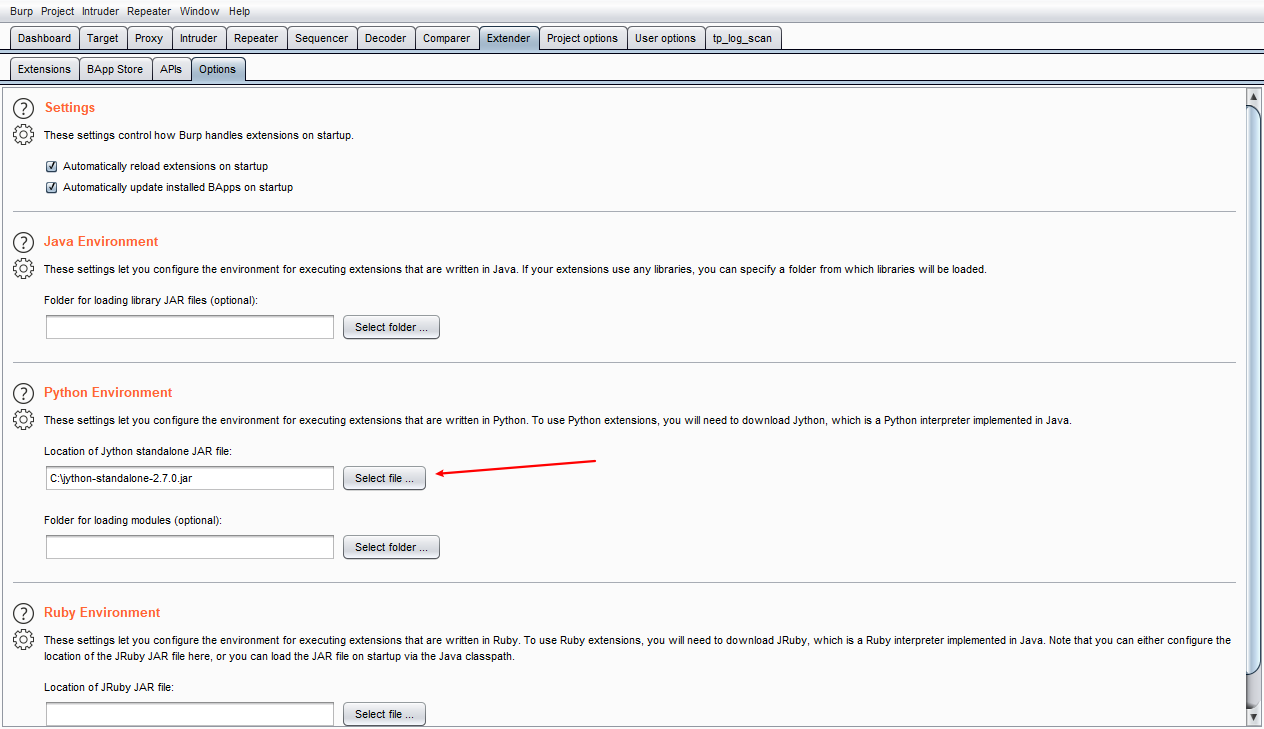 Burp Project Intruder Repeater Window Help
Dashboard Target Proxy Intruder Repeater Sequencer Decoder Comparer Extender Project options User options tp_log_scan
Extensions BApp Store APIs Options
? Settings
These settings control how Burp handles extensions on startup.
Automatically reload extensions on startup
Automatically update installed BApps on startup
? Java Environment
These settings let you configure the environment for executing extensions that are written in Java. If your extensions use any libraries, you can specify a folder from which libraries will be loaded.
Folder for loading library JAR files (optional):
Select folder ...
? Python Environment
These settings let you configure the environment for executing extensions that are written in Python. To use Python extensions, you will need to download Jython, which is a Python interpreter implemented in Java.
Location of Jython standalone JAR file:
C:\jython-standalone-2.7.0.jar Select file ...
Folder for loading modules (optional):
Select folder ...
? Ruby Environment
These settings let you configure the environment for executing extensions that are written in Ruby. To use Ruby extensions, you will need to download JRuby, which is a Ruby interpreter implemented in Java. Note that you can either configure the
location of the JRuby JAR file here, or you can load the JAR file on startup via the Java classpath.
Location of JRuby JAR file:
Select file ...